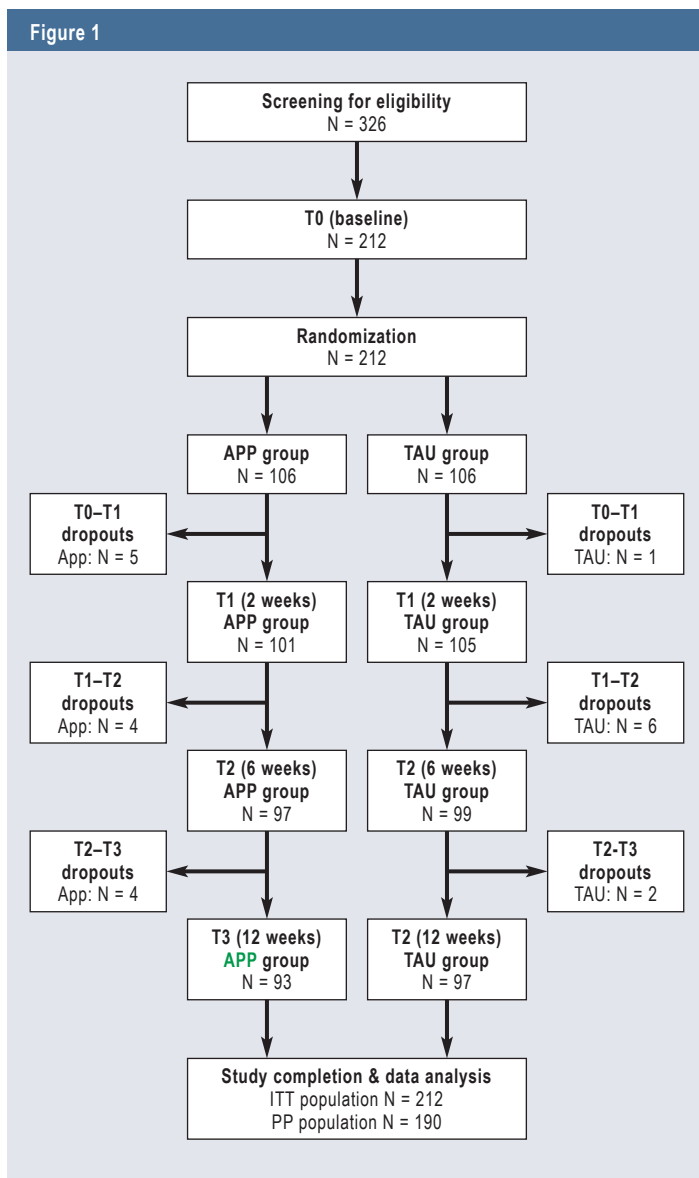 Figure 1
Screening for eligibility
N = 326
T0 (baseline)
N = 212
Randomization
N = 212
APP group
N = 106
TAU group
N = 106
T0–T1
dropouts
App: N = 5
T0–T1
dropouts
TAU: N = 1
T1 (2 weeks)
APP group
N = 101
T1 (2 weeks)
TAU group
N = 105
T1–T2
dropouts
App: N = 4
T1–T2
dropouts
TAU: N = 6
T2 (6 weeks)
APP group
N = 97
T2 (6 weeks)
TAU group
N = 99
T2–T3
dropouts
App: N = 4
T2-T3
dropouts
TAU: N = 2
T3 (12 weeks)
APP group
N = 93
T2 (12 weeks)
TAU group
N = 97
Study completion & data analysis
ITT population N = 212
PP population N = 190